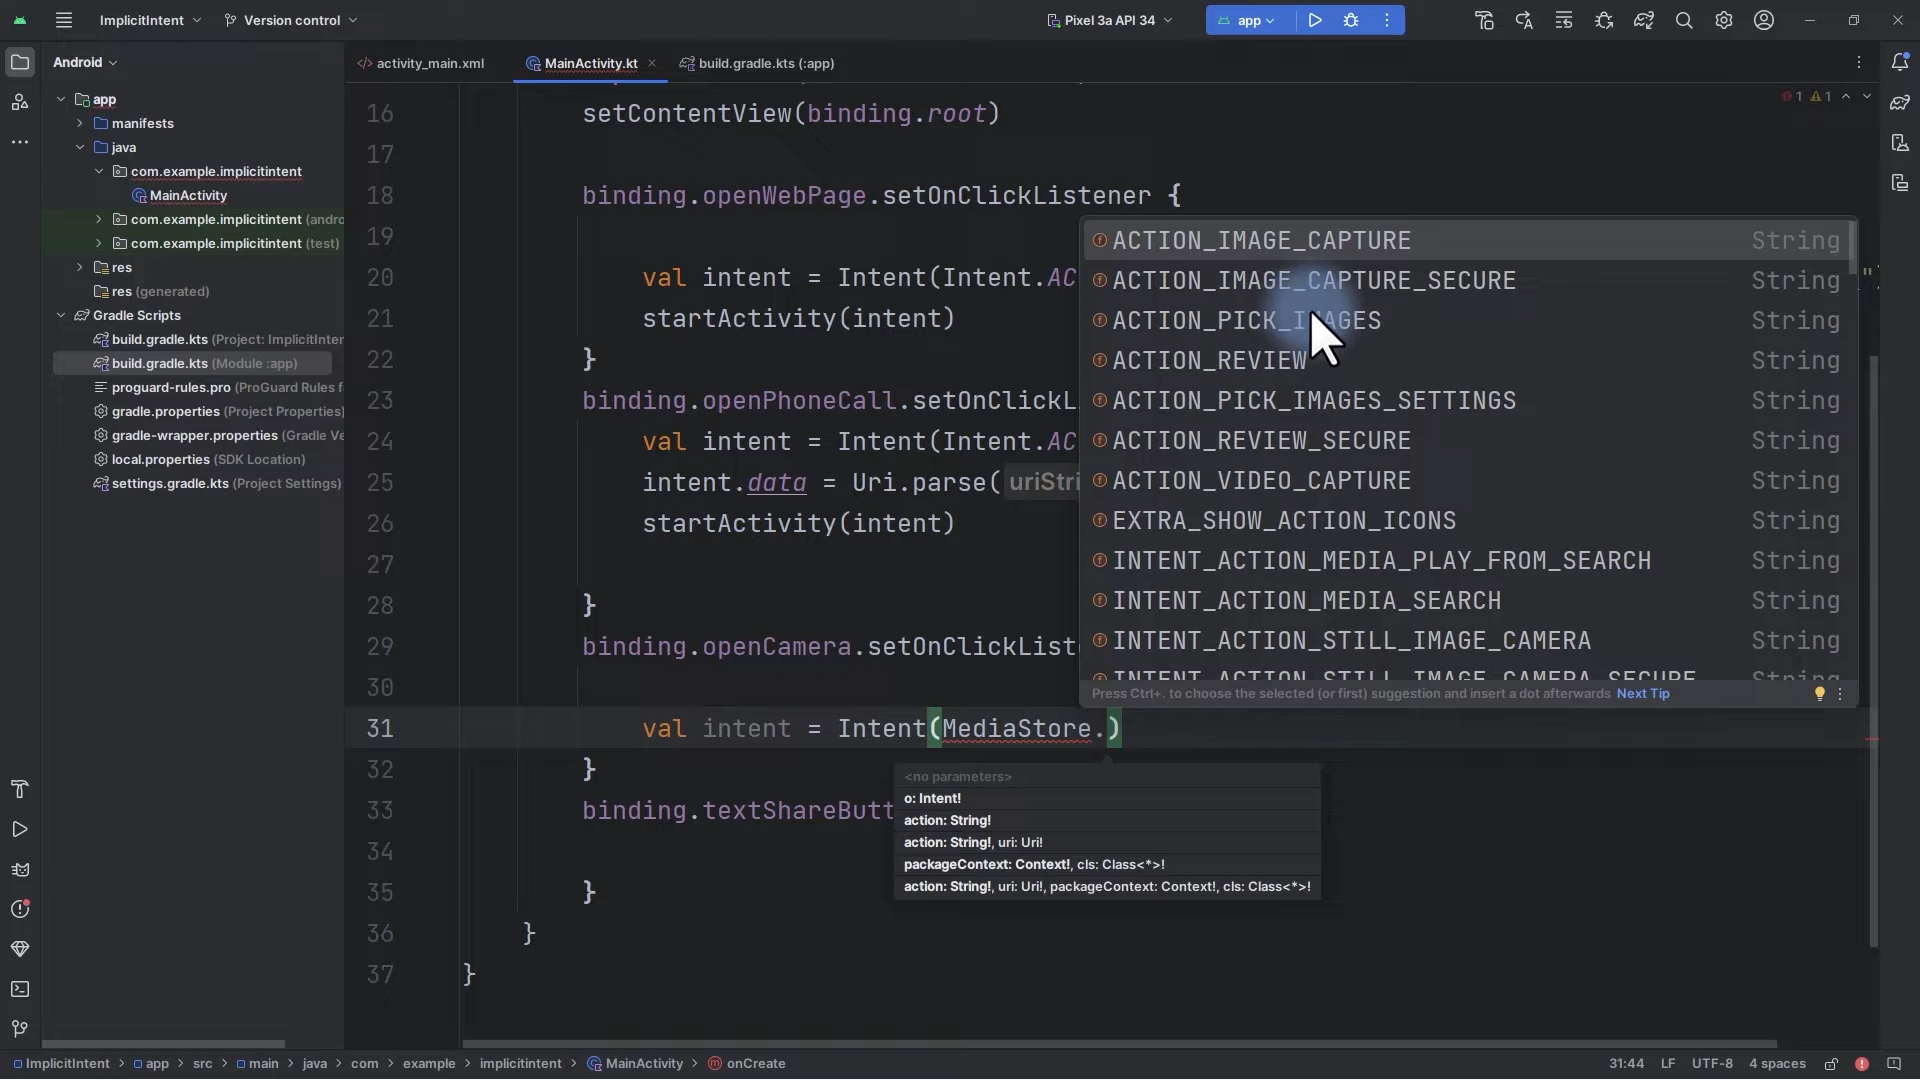 ImplicitIntent
Version control
Pixel 3a API 34
app
Android
activity_main.xml
MainActivity.kt
build.gradle.kts (:app)
app
manifests
java
com.example.implicitintent
MainActivity
com.example.implicitintent (andro
com.example.implicitintent (test)
res
res (generated)
Gradle Scripts
build.gradle.kts (Project: ImplicitInter
build.gradle.kts (Module :app)
proguard-rules.pro (ProGuard Rules f
gradle.properties (Project Properties)
gradle-wrapper.properties (Gradle Ve
local.properties (SDK Location)
settings.gradle.kts (Project Settings)
1 1
16 setContentView(binding.root)
17
18 binding.openWebPage.setOnClickListener {
19
20 val intent = Intent(Intent.AC
21 startActivity(intent)
22 }
23 binding.openPhoneCall.setOnClickL
24 val intent = Intent(Intent.AC
25 intent.data = Uri.parse( uriStri
26 startActivity(intent)
27
28 }
29 binding.openCamera.setOnClickListe
30
31 val intent = Intent(MediaStore.)
32 }
33 binding.textShareButt
34
35 }
36 }
37 }
ACTION_IMAGE_CAPTURE String
ACTION_IMAGE_CAPTURE_SECURE String
ACTION_PICK_IMAGES String
ACTION_REVIEW String
ACTION_PICK_IMAGES_SETTINGS String
ACTION_REVIEW_SECURE String
ACTION_VIDEO_CAPTURE String
EXTRA_SHOW_ACTION_ICONS String
INTENT_ACTION_MEDIA_PLAY_FROM_SEARCH String
INTENT_ACTION_MEDIA_SEARCH String
INTENT_ACTION_STILL_IMAGE_CAMERA String
INTENT_ACTION_STILL_IMAGE_CAMERA_SECURE String
Press Ctrl+. to choose the selected (or first) suggestion and insert a dot afterwards Next Tip
<no parameters>
o: Intent!
action: String!
action: String!, uri: Uri!
packageContext: Context!, cls: Class<*>!
action: String!, uri: Uri!, packageContext: Context!, cls: Class<*>!
ImplicitIntent > app > src > main > java > com > example > implicitintent > MainActivity > onCreate
31:44 LF UTF-8 4 spaces